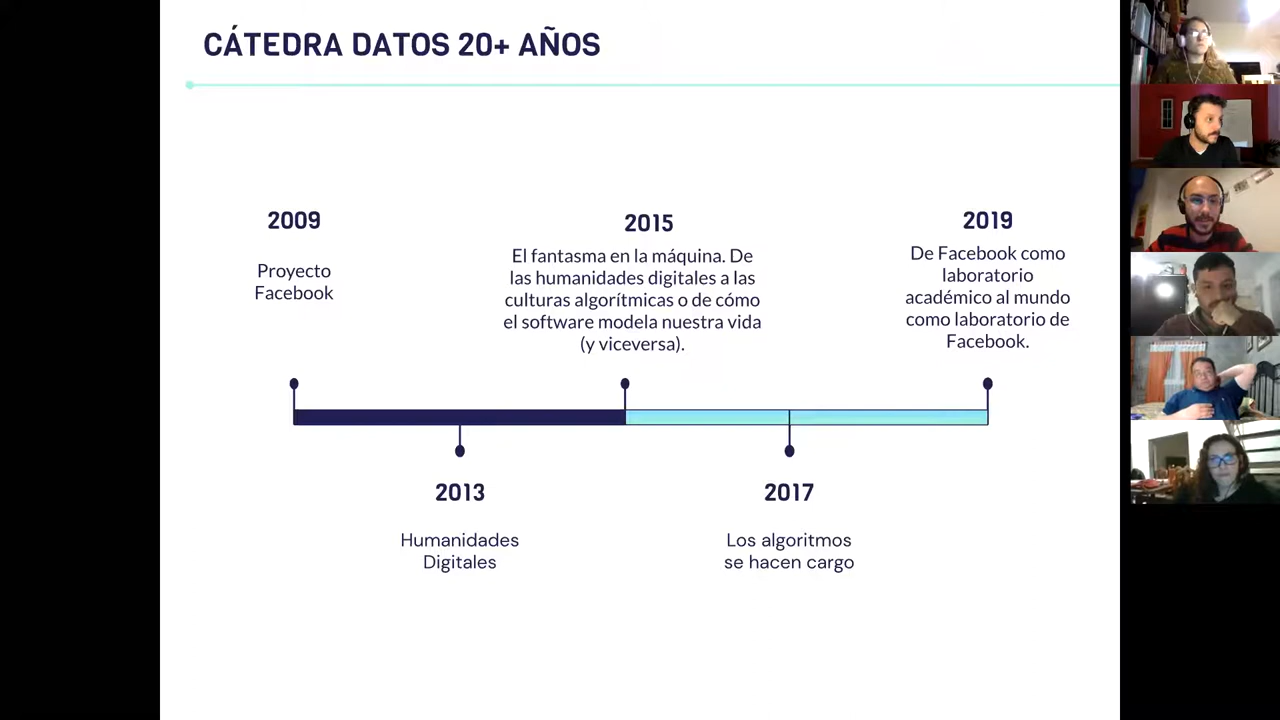 CÁTEDRA DATOS 20+ AÑOS
2009
Proyecto
Facebook
2015
El fantasma en la máquina. De
las humanidades digitales a las
culturas algorítmicas o de cómo
el software modela nuestra vida
(y viceversa).
2019
De Facebook como
laboratorio
académico al mundo
como laboratorio de
Facebook.
2013
Humanidades
Digitales
2017
Los algoritmos
se hacen cargo